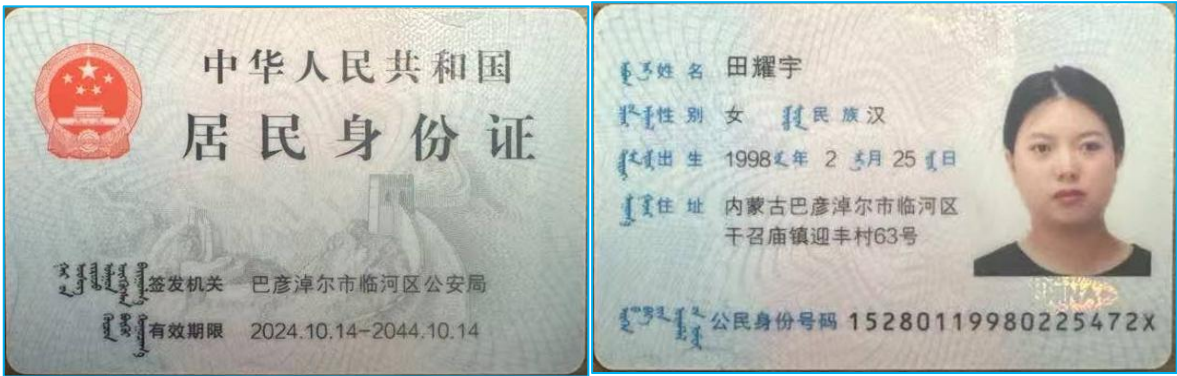 中华人民共和国
居民身份证
签发机关 巴彦淖尔市临河区公安局
有效期限 2024.10.14-2044.10.14
姓名 田耀宇
性别 女 民族 汉
出生 1998 年 2 月 25 日
住址 内蒙古巴彦淖尔市临河区
干召庙镇迎丰村63号
公民身份号码 15280119980225472X